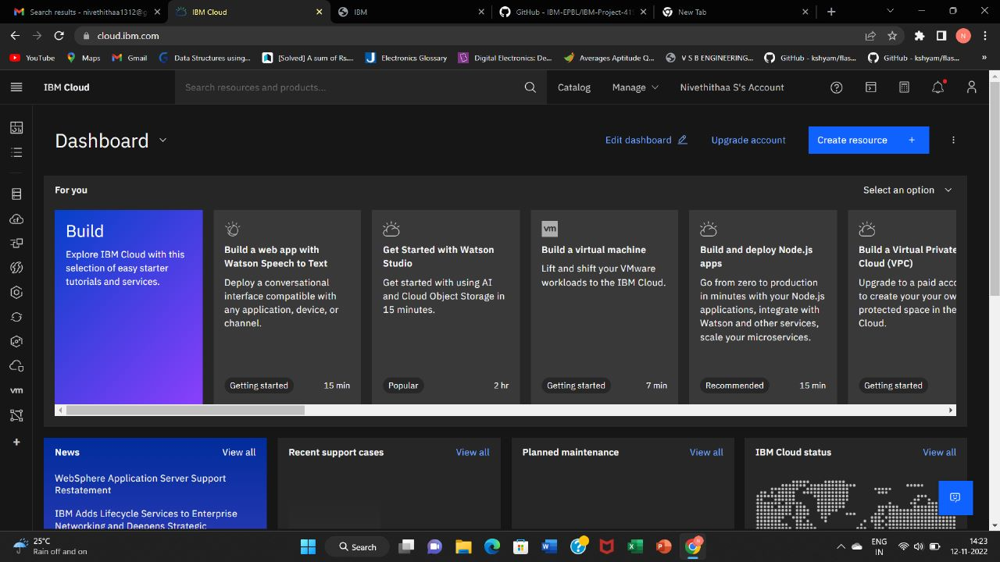 Search results - nivethithaa1312@g
IBM Cloud
IBM
GitHub - IBM-EPBL/IBM-Project-415
New Tab
cloud.ibm.com
N
YouTube
Maps
Gmail
Data Structures using...
[Solved] A sum of Rs....
Electronics Glossary
Digital Electronics: De...
Averages Aptitude Q...
V S B ENGINEERING...
GitHub - kshyam/flas...
GitHub - kshyam/flas...
»
IBM Cloud
Search resources and products...
Catalog
Manage
Nivethithaa S's Account
Dashboard
Edit dashboard
Upgrade account
Create resource +
For you
Select an option
Build
Explore IBM Cloud with this
selection of easy starter
tutorials and services.
Build a web app with
Watson Speech to Text
Deploy a conversational
interface compatible with
any application, device, or
channel.
Getting started
15 min
Get Started with Watson
Studio
Get started with using AI
and Cloud Object Storage in
15 minutes.
Popular
2 hr
vm
Build a virtual machine
Lift and shift your VMware
workloads to the IBM Cloud.
Getting started
7 min
Build and deploy Node.js
apps
Go from zero to production
in minutes with your Node.js
applications, integrate with
Watson and other services,
scale your microservices.
Recommended
15 min
Build a Virtual Private
Cloud (VPC)
Upgrade to a paid acco
to create your your ow
protected space in the
Cloud.
Getting started
vm
News
View all
WebSphere Application Server Support
Restatement
IBM Adds Lifecycle Services to Enterprise
Networking and Deepens Strategic
Recent support cases
View all
Planned maintenance
View all
IBM Cloud status
View all
25°C
Rain off and on
Search
ENG
IN
14:23
12-11-2022